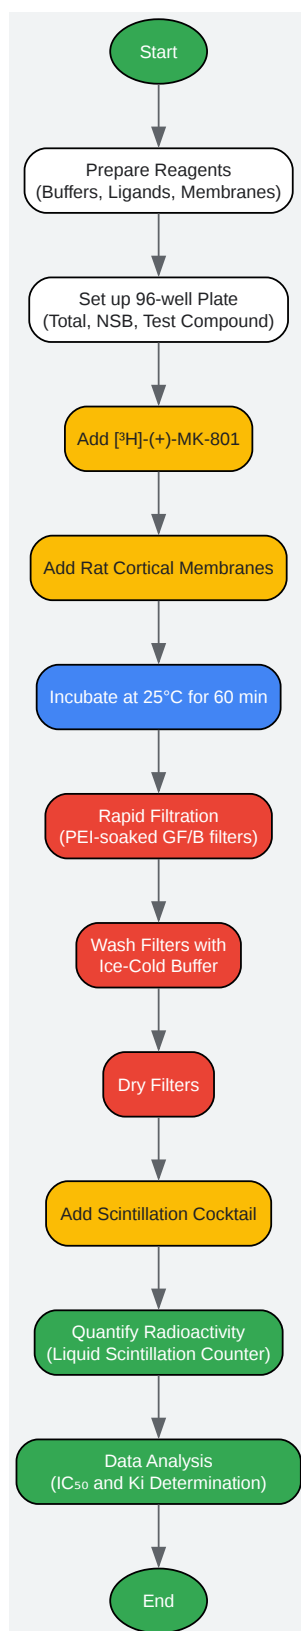 Start
Prepare Reagents
(Buffers, Ligands, Membranes)
Set up 96-well Plate
(Total, NSB, Test Compound)
Add [³H]-(+)-MK-801
Add Rat Cortical Membranes
Incubate at 25°C for 60 min
Rapid Filtration
(PEI-soaked GF/B filters)
Wash Filters with
Ice-Cold Buffer
Dry Filters
Add Scintillation Cocktail
Quantify Radioactivity
(Liquid Scintillation Counter)
Data Analysis
(IC₅₀ and Ki Determination)
End